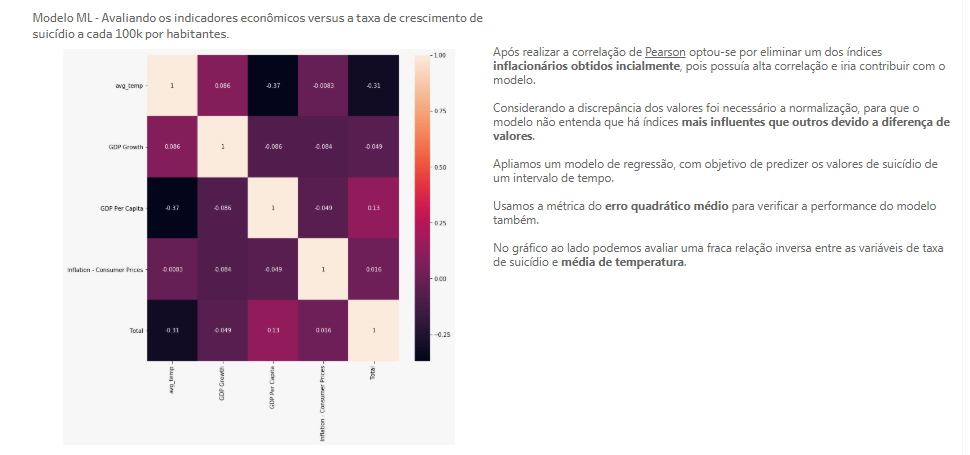 Modelo ML - Avaliando os indicadores econômicos versus a taxa de crescimento de
suicídio a cada 100k por habitantes.
Após realizar a correlação de Pearson optou-se por eliminar um dos índices
inflacionários obtidos incialmente, pois possuía alta correlação e iria contribuir com o
modelo.
Considerando a discrepância dos valores foi necessário a normalização, para que o
modelo não entenda que há índices mais influentes que outros devido a diferença de
valores.
Apliamos um modelo de regressão, com objetivo de predizer os valores de suicídio de
um intervalo de tempo.
Usamos a métrica do erro quadrático médio para verificar a performance do modelo
também.
No gráfico ao lado podemos avaliar uma fraca relação inversa entre as variáveis de taxa
de suicídio e média de temperatura.
avg_temp 1 0.086 -0.37 -0.0083 -0.31
GDP Growth 0.086 1 -0.086 -0.084 -0.049
GDP Per Capita -0.37 -0.086 1 -0.049 0.13
Inflation - Consumer Prices -0.0083 -0.084 -0.049 1 0.016
Total -0.31 -0.049 0.13 0.016 1
avg_temp
GDP Growth
GDP Per Capita
Inflation - Consumer Prices
Total
1.00
0.75
0.50
0.25
0.00
-0.25